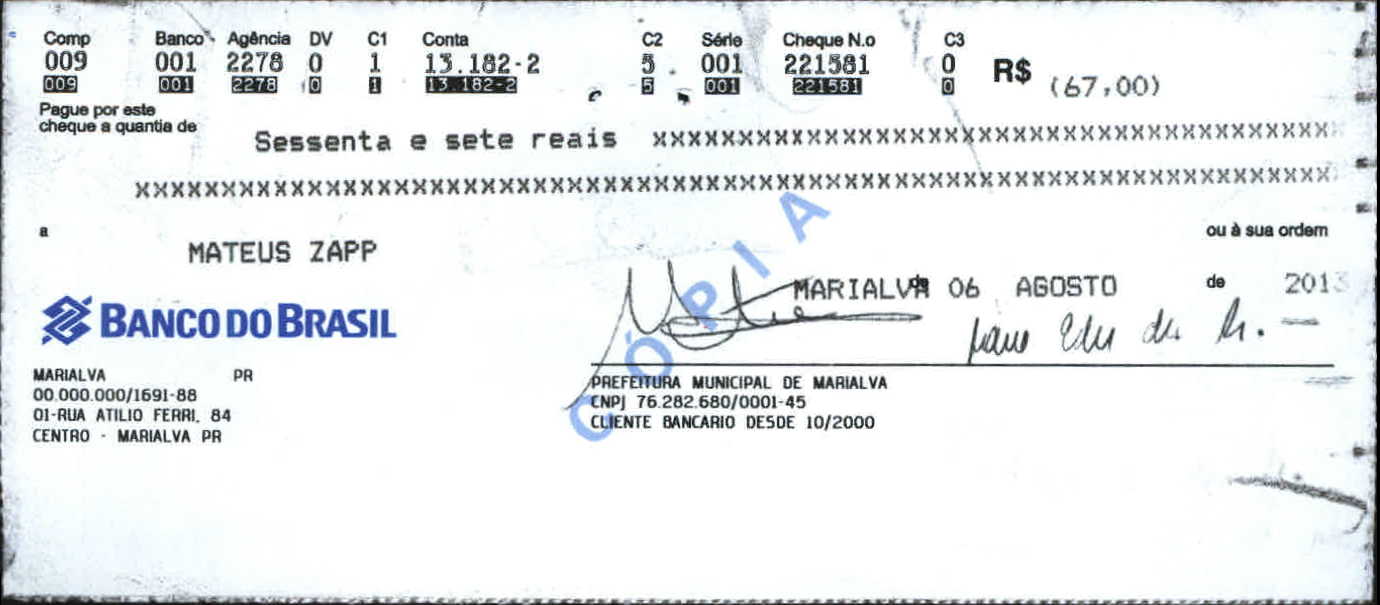 Comp Banco Agência DV C1 Conta C2 Série Cheque N.o C3
009 001 2278 0 1 13.182-2 5 001 221581 0 R$ (67,00)
009 001 2278 0 1 13.182-2 5 001 221581 0
Pague por este
cheque a quantia de
Sessenta e sete reais XXXXXXXXXXXXXXXXXXXXXXXXXXXXXXXXXXXXXXXXXXXXXXXXX
XXXXXXXXXXXXXXXXXXXXXXXXXXXXXXXXXXXXXXXXXXXXXXXXXXXXXXXXXXXXXXXXXXXXXXXXXXXXXXXXXXXXXX
a MATEUS ZAPP ou à sua ordem
MARIALVA 06 AGOSTO de 2013
CÓPIA
BANCO DO BRASIL
MARIALVA PR
00.000.000/1691-88
01-RUA ATILIO FERRI, 84
CENTRO - MARIALVA PR
PREFEITURA MUNICIPAL DE MARIALVA
CNPJ 76.282.680/0001-45
CLIENTE BANCARIO DESDE 10/2000